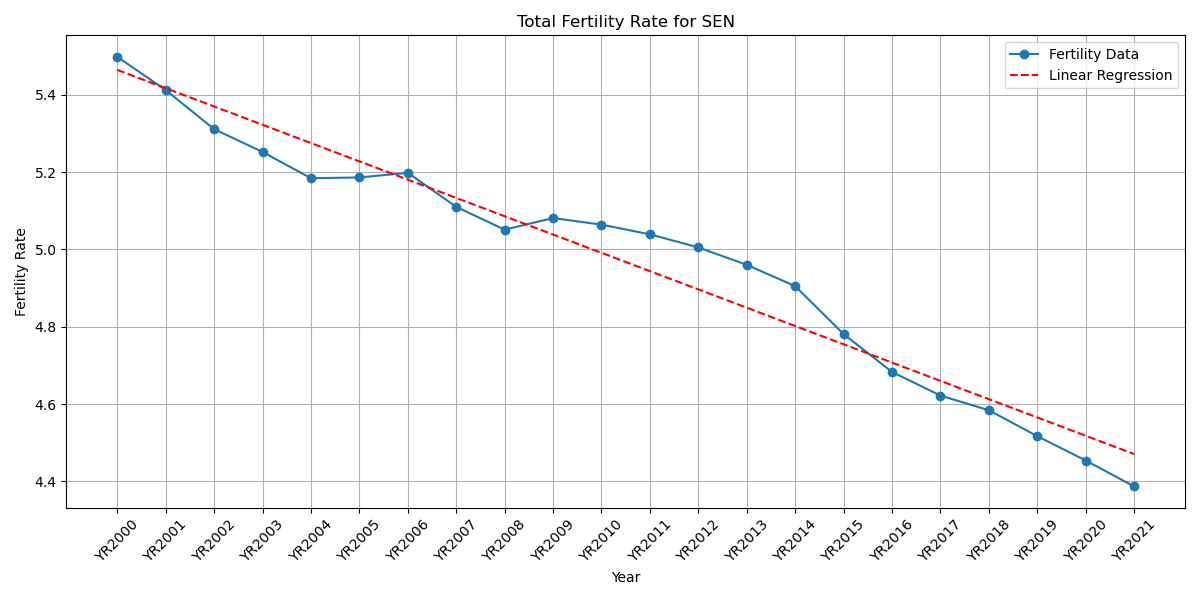 Total Fertility Rate for SEN
Fertility Data
Linear Regression
Fertility Rate
5.4
5.2
5.0
4.8
4.6
4.4
YR2000
YR2001
YR2002
YR2003
YR2004
YR2005
YR2006
YR2007
YR2008
YR2009
YR2010
YR2011
YR2012
YR2013
YR2014
YR2015
YR2016
YR2017
YR2018
YR2019
YR2020
YR2021
Year